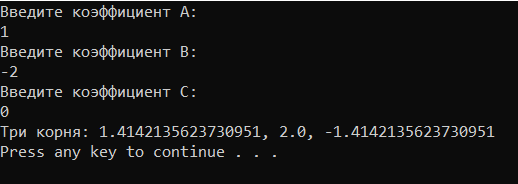 Введите коэффициент A:
1
Введите коэффициент B:
-2
Введите коэффициент C:
0
Три корня: 1.4142135623730951, 2.0, -1.4142135623730951
Press any key to continue . . .